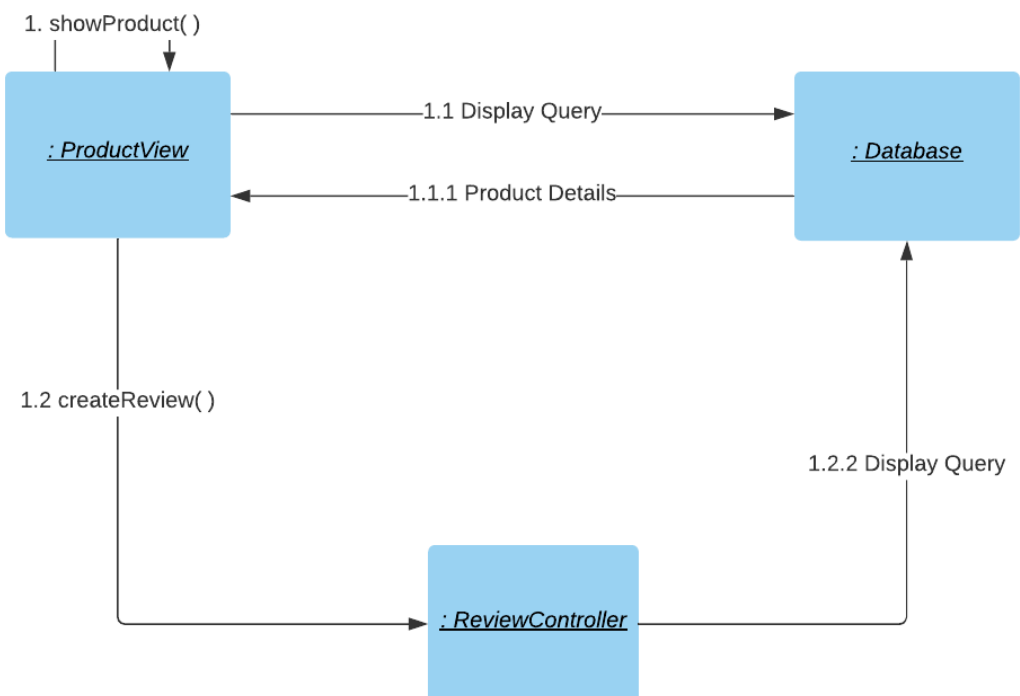 1. showProduct( )
1.1 Display Query
: ProductView
: Database
1.1.1 Product Details
1.2 createReview( )
1.2.2 Display Query
: ReviewController